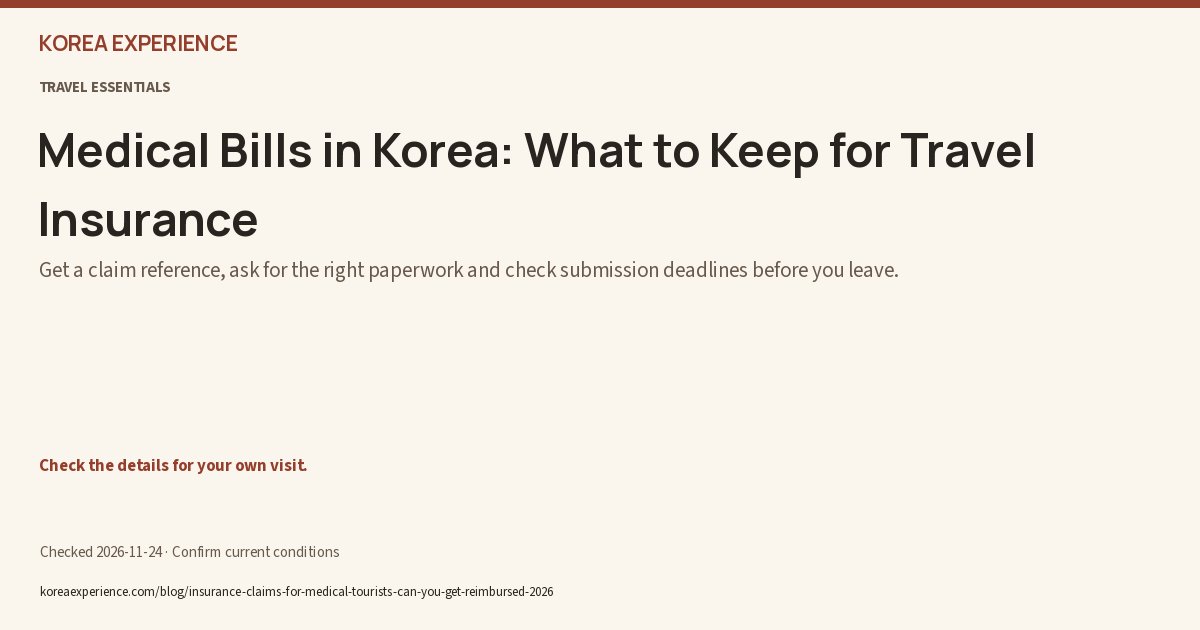 KOREA EXPERIENCE
TRAVEL ESSENTIALS
Medical Bills in Korea: What to Keep for Travel
Insurance
Get a claim reference, ask for the right paperwork and check submission deadlines before you leave.
Check the details for your own visit.
Checked 2026-11-24 · Confirm current conditions
koreaexperience.com/blog/insurance-claims-for-medical-tourists-can-you-get-reimbursed-2026